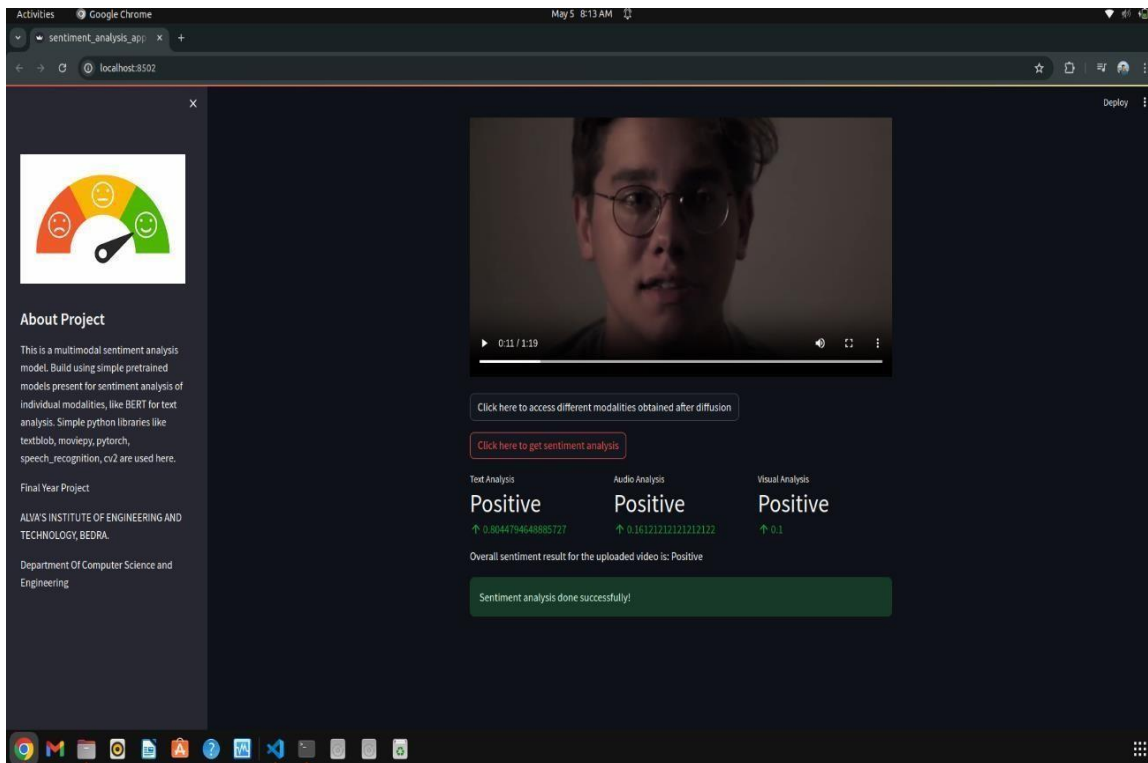 Activities Google Chrome May 5 8:13 AM
sentiment_analysis_app
localhost:8502
Deploy
0:11 / 1:19
About Project
This is a multimodal sentiment analysis
model. Build using simple pretrained
models present for sentiment analysis of
individual modalities, like BERT for text
analysis. Simple python libraries like
textblob, moviepy, pytorch,
speech_recognition, cv2 are used here.
Final Year Project
ALVA'S INSTITUTE OF ENGINEERING AND
TECHNOLOGY, BEDRA.
Department Of Computer Science and
Engineering
Click here to access different modalities obtained after diffusion
Click here to get sentiment analysis
Text Analysis Audio Analysis Visual Analysis
Positive Positive Positive
↑ 0.8044794648885727 ↑ 0.16121212121212122 ↑ 0.1
Overall sentiment result for the uploaded video is: Positive
Sentiment analysis done successfully!